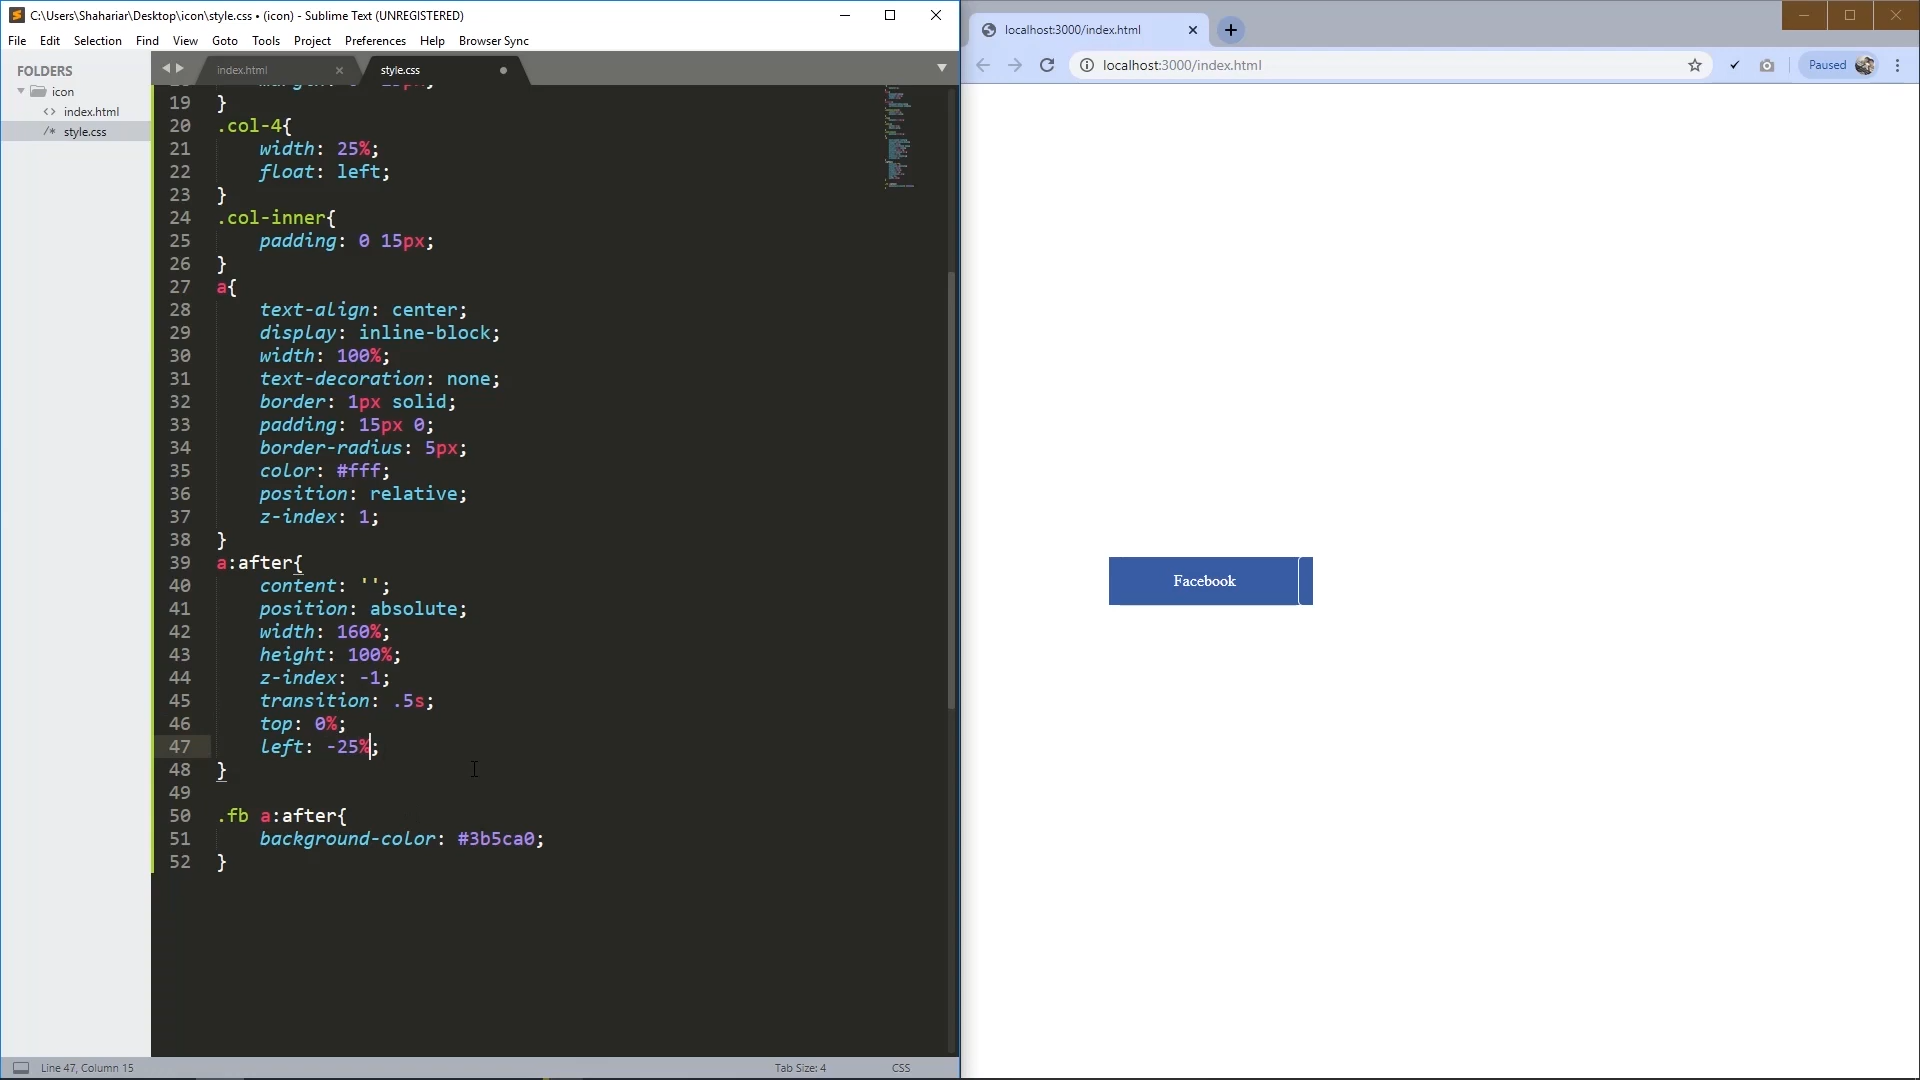 C:\Users\Shahariar\Desktop\icon\style.css • (icon) - Sublime Text (UNREGISTERED)
File Edit Selection Find View Goto Tools Project Preferences Help Browser Sync
FOLDERS
icon
<> index.html
/* style.css
index.html
style.css
19 }
20 .col-4{
21 width: 25%;
22 float: left;
23 }
24 .col-inner{
25 padding: 0 15px;
26 }
27 a{
28 text-align: center;
29 display: inline-block;
30 width: 100%;
31 text-decoration: none;
32 border: 1px solid;
33 padding: 15px 0;
34 border-radius: 5px;
35 color: #fff;
36 position: relative;
37 z-index: 1;
38 }
39 a:after{
40 content: '';
41 position: absolute;
42 width: 160%;
43 height: 100%;
44 z-index: -1;
45 transition: .5s;
46 top: 0%;
47 left: -25%;
48 }
49
50 .fb a:after{
51 background-color: #3b5ca0;
52 }
Line 47, Column 15
Tab Size: 4
CSS
localhost:3000/index.html
localhost:3000/index.html
Paused
Facebook